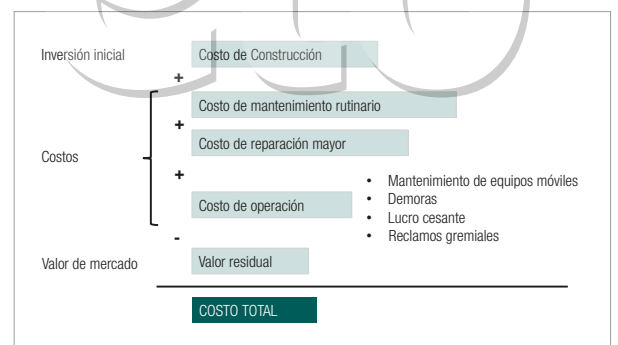 Inversión inicial
Costo de Construcción
+
Costo de mantenimiento rutinario
+
Costos
Costo de reparación mayor
+
Costo de operación
• Mantenimiento de equipos móviles
• Demoras
• Lucro cesante
• Reclamos gremiales
-
Valor de mercado
Valor residual
COSTO TOTAL